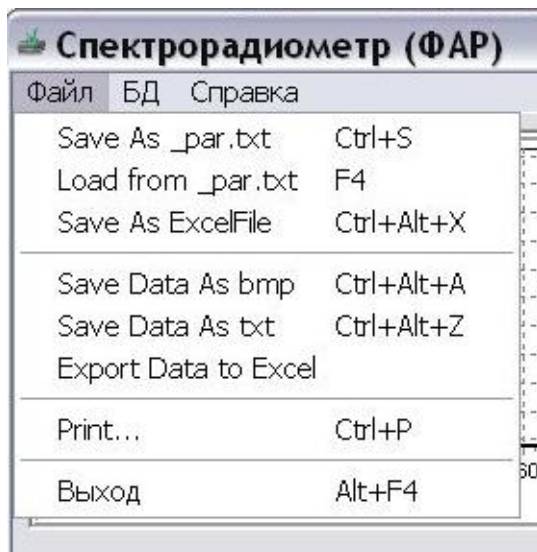 Спектрорадиометр (ФАР)
Файл БД Справка
Save As _par.txt Ctrl+S
Load from _par.txt F4
Save As ExcelFile Ctrl+Alt+X
Save Data As bmp Ctrl+Alt+A
Save Data As txt Ctrl+Alt+Z
Export Data to Excel
Print... Ctrl+P
Выход Alt+F4